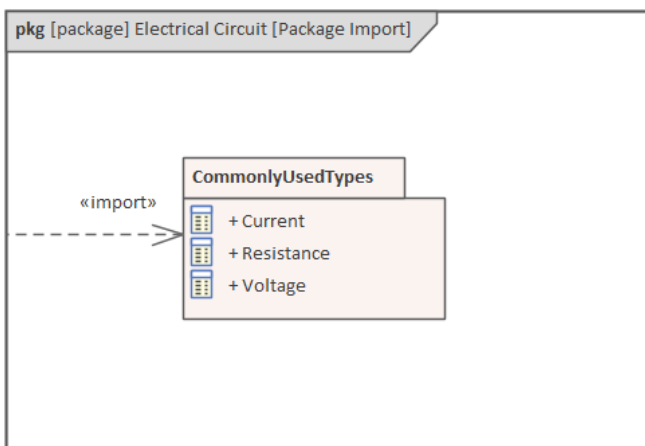 pkg [package] Electrical Circuit [Package Import]
«import»
CommonlyUsedTypes
+ Current
+ Resistance
+ Voltage